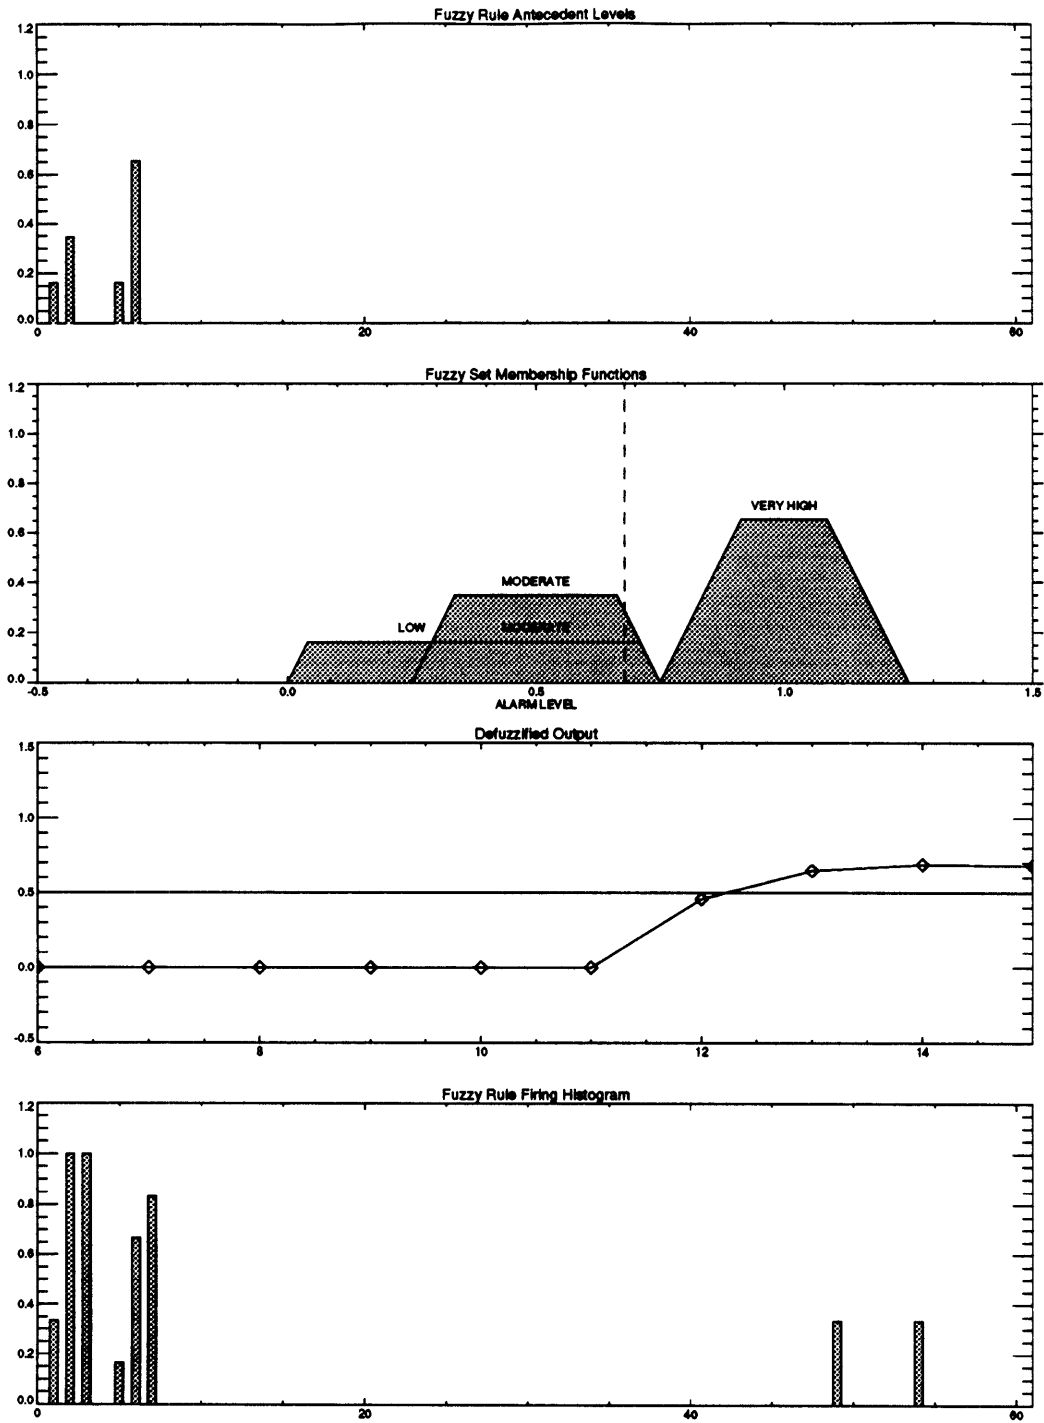 Fuzzy Rule Antecedent Levels
1.2
1.0
0.8
0.6
0.4
0.2
0.0
0 20 40 60
Fuzzy Set Membership Functions
1.2
1.0
0.8
VERY HIGH
0.6
0.4
MODERATE
0.2
LOW MODERATE
0.0
-0.5 0.0 0.5 1.0 1.5
ALARM LEVEL
Defuzzified Output
1.5
1.0
0.5
0.0
-0.5
6 8 10 12 14
Fuzzy Rule Firing Histogram
1.2
1.0
0.8
0.6
0.4
0.2
0.0
0 20 40 60